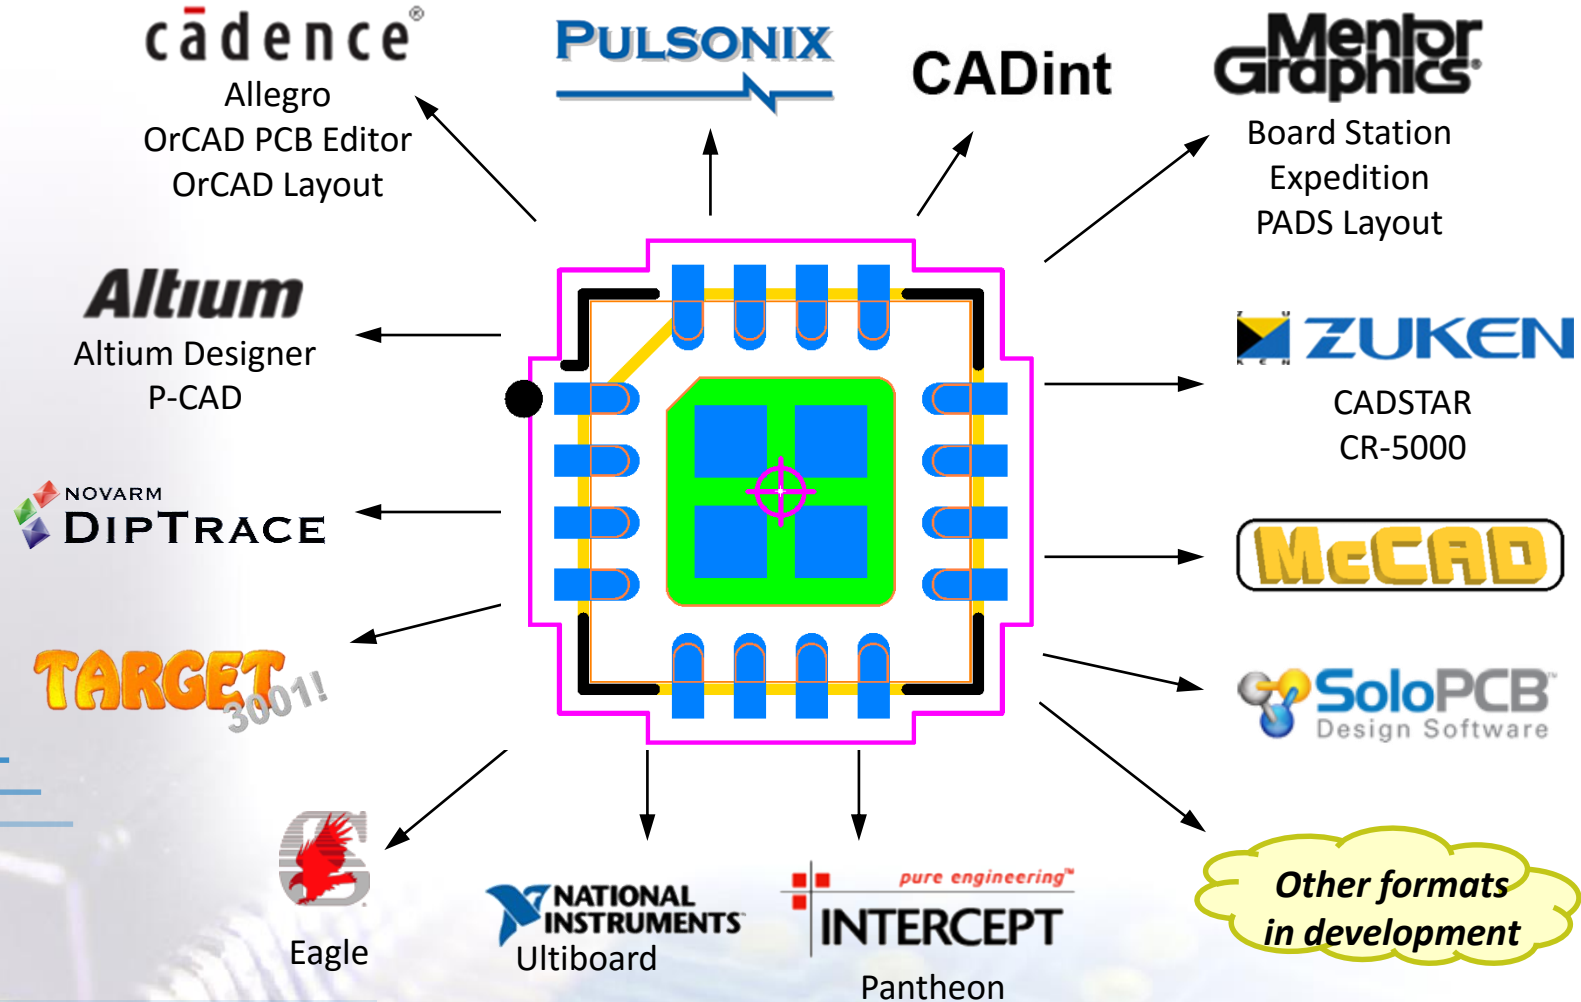 cādence®
Allegro
OrCAD PCB Editor
OrCAD Layout
PULSONIX
CADint
Mentor
Graphics®
Board Station
Expedition
PADS Layout
Altium
Altium Designer
P-CAD
Z U
K E N
ZUKEN
CADSTAR
CR-5000
NOVARM
DIPTRACE
McCAD
TARGET
3001!
SoloPCB™
Design Software
Eagle
NATIONAL
INSTRUMENTS
Ultiboard
pure engineering™
INTERCEPT
Pantheon
Other formats
in development